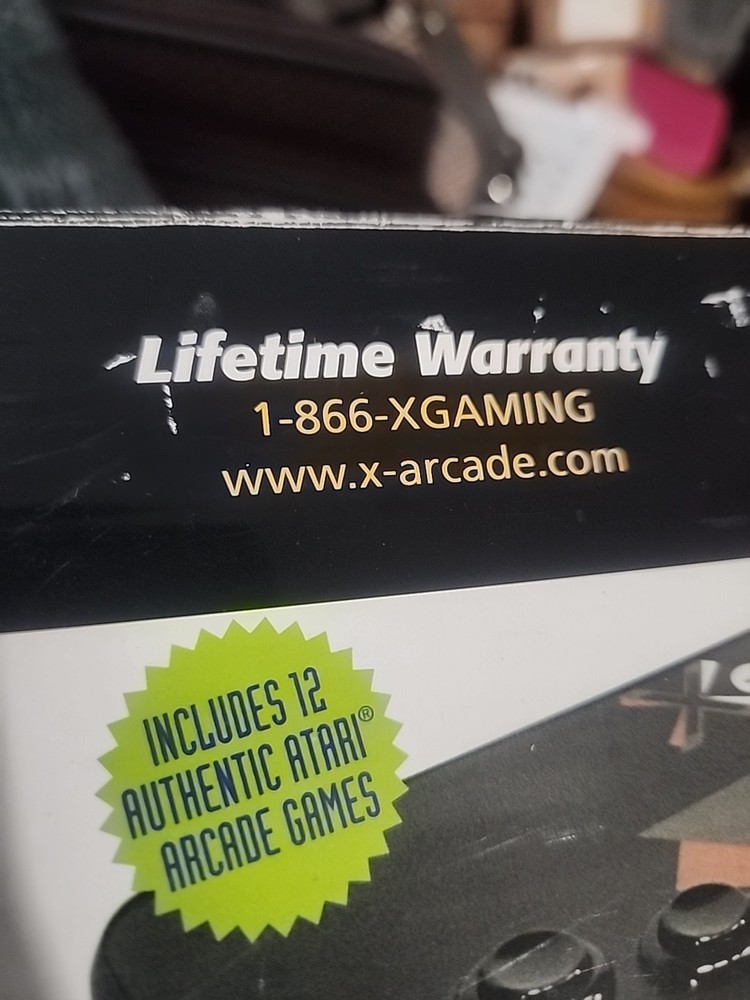 Lifetime Warranty
1-866-XGAMING
www.x-arcade.com
INCLUDES 12
AUTHENTIC ATARI®
ARCADE GAMES